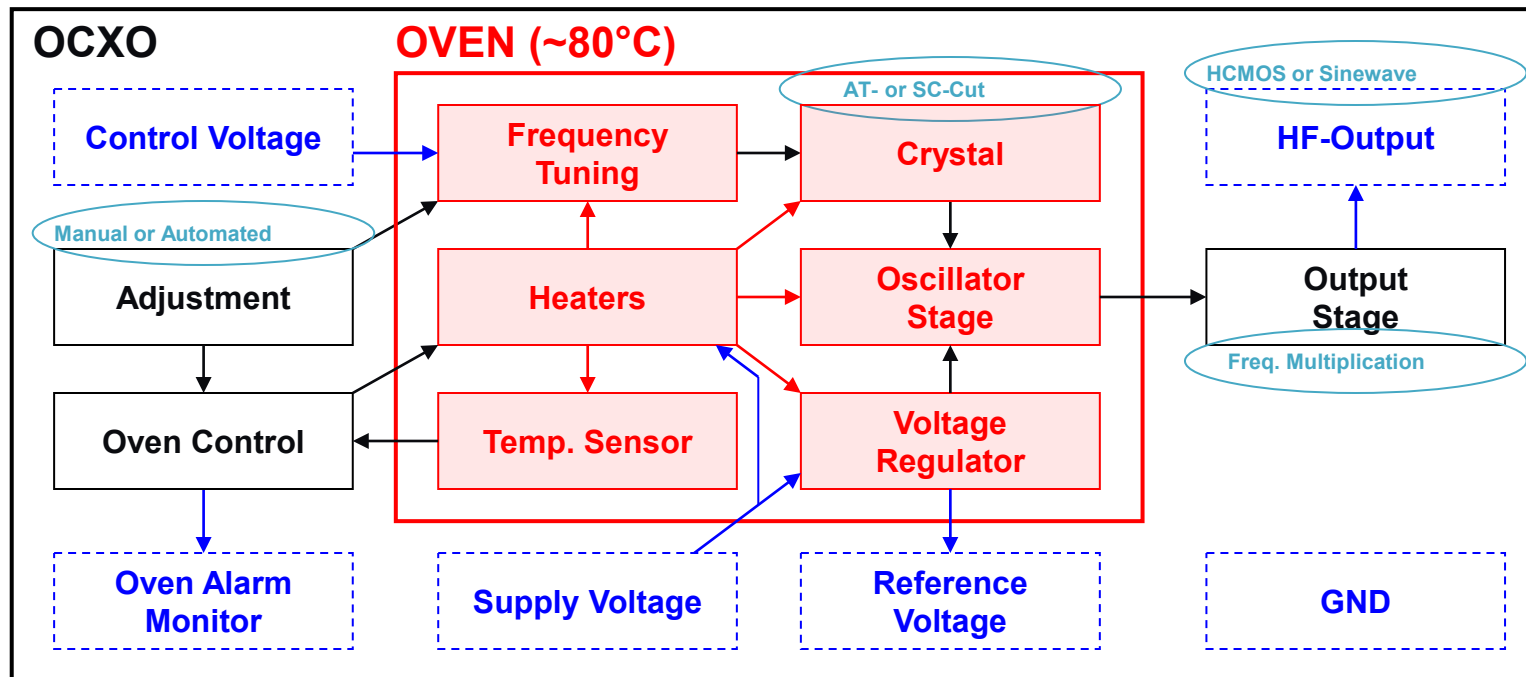 OCXO
OVEN (~80°C)
AT- or SC-Cut
HCMOS or Sinewave
Control Voltage
Frequency
Tuning
Crystal
HF-Output
Manual or Automated
Adjustment
Heaters
Oscillator
Stage
Output
Stage
Freq. Multiplication
Oven Control
Temp. Sensor
Voltage
Regulator
Oven Alarm
Monitor
Supply Voltage
Reference
Voltage
GND